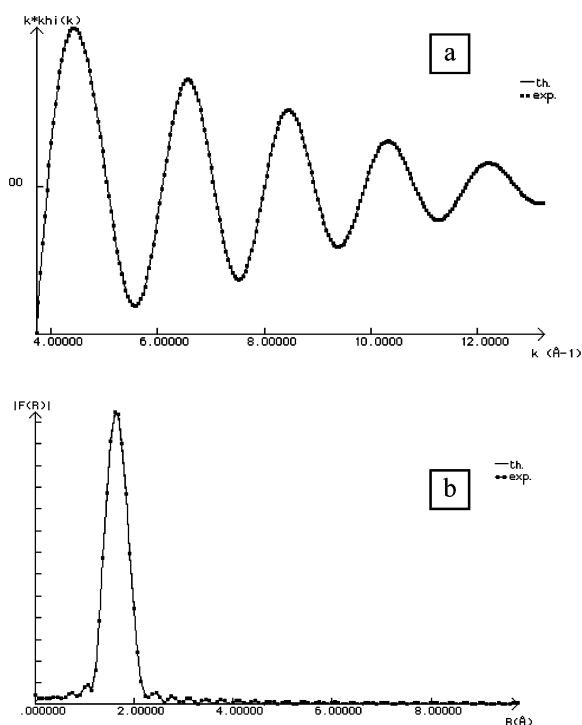 k*khi(k)
a
th.
exp.
00
4.00000 6.00000 8.00000 10.0000 12.0000
k (Å-1)
|F(R)|
th.
b
exp.
.000000 2.00000 4.00000 6.00000 8.00000
R(Å)